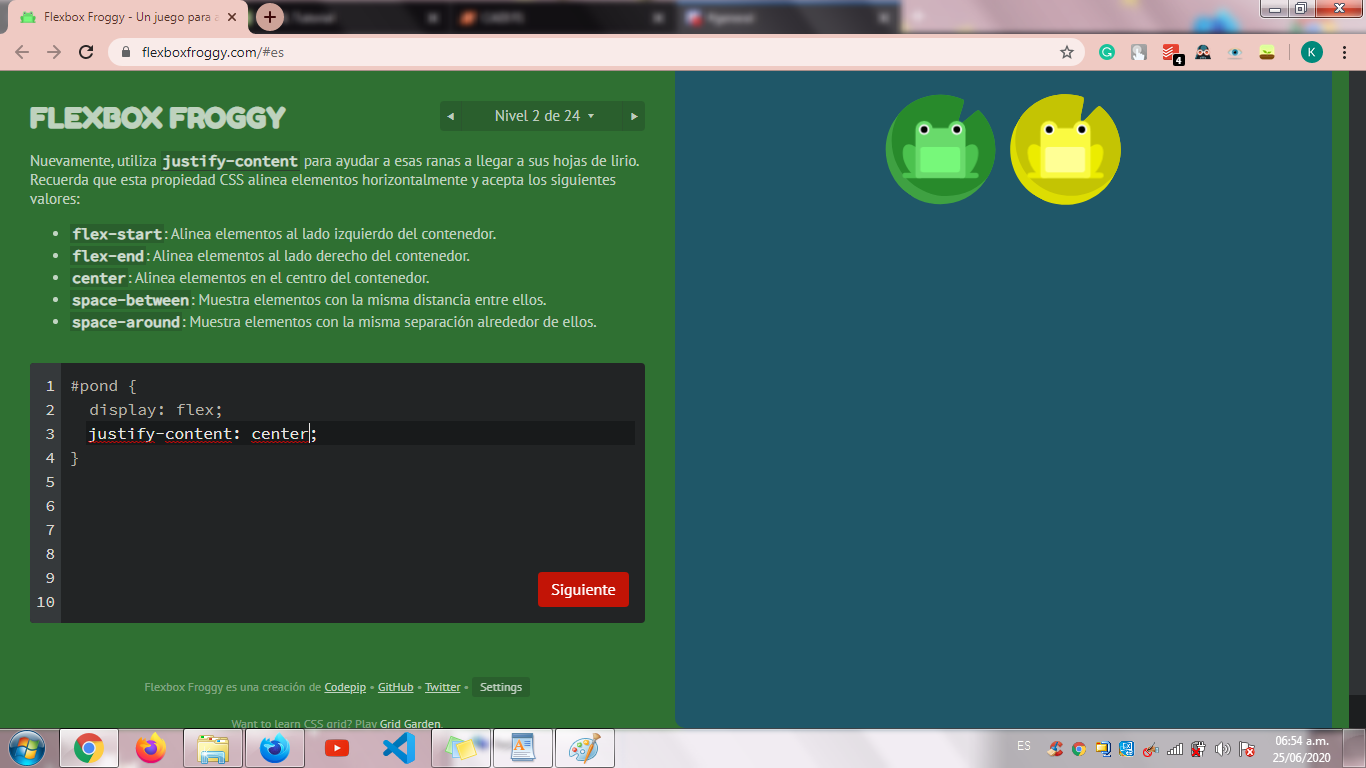 Flexbox Froggy - Un juego para a
Tutorial
flexboxfroggy.com/#es
4
K
FLEXBOX FROGGY
◄ Nivel 2 de 24 ▼ ►
Nuevamente, utiliza justify-content para ayudar a esas ranas a llegar a sus hojas de lirio.
Recuerda que esta propiedad CSS alinea elementos horizontalmente y acepta los siguientes
valores:
• flex-start: Alinea elementos al lado izquierdo del contenedor.
• flex-end: Alinea elementos al lado derecho del contenedor.
• center: Alinea elementos en el centro del contenedor.
• space-between: Muestra elementos con la misma distancia entre ellos.
• space-around: Muestra elementos con la misma separación alrededor de ellos.
1 #pond {
2 display: flex;
3 justify-content: center;
4 }
5
6
7
8
9
10
Siguiente
Flexbox Froggy es una creación de Codepip • GitHub • Twitter • Settings
Want to learn CSS grid? Play Grid Garden.
ES
06:54 a.m.
25/06/2020